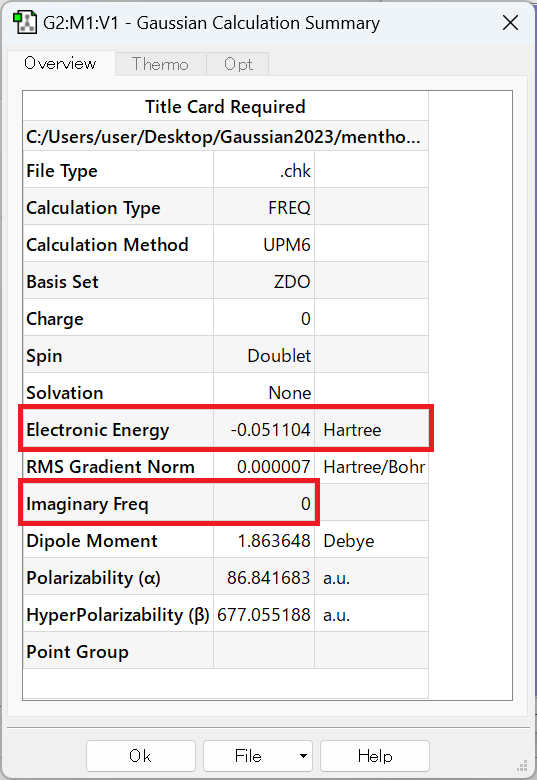 G2:M1:V1 - Gaussian Calculation Summary
Overview Thermo Opt
Title Card Required
C:/Users/user/Desktop/Gaussian2023/mentho...
File Type .chk
Calculation Type FREQ
Calculation Method UPM6
Basis Set ZDO
Charge 0
Spin Doublet
Solvation None
Electronic Energy -0.051104 Hartree
RMS Gradient Norm 0.000007 Hartree/Bohr
Imaginary Freq 0
Dipole Moment 1.863648 Debye
Polarizability (α) 86.841683 a.u.
HyperPolarizability (β) 677.055188 a.u.
Point Group
Ok File Help